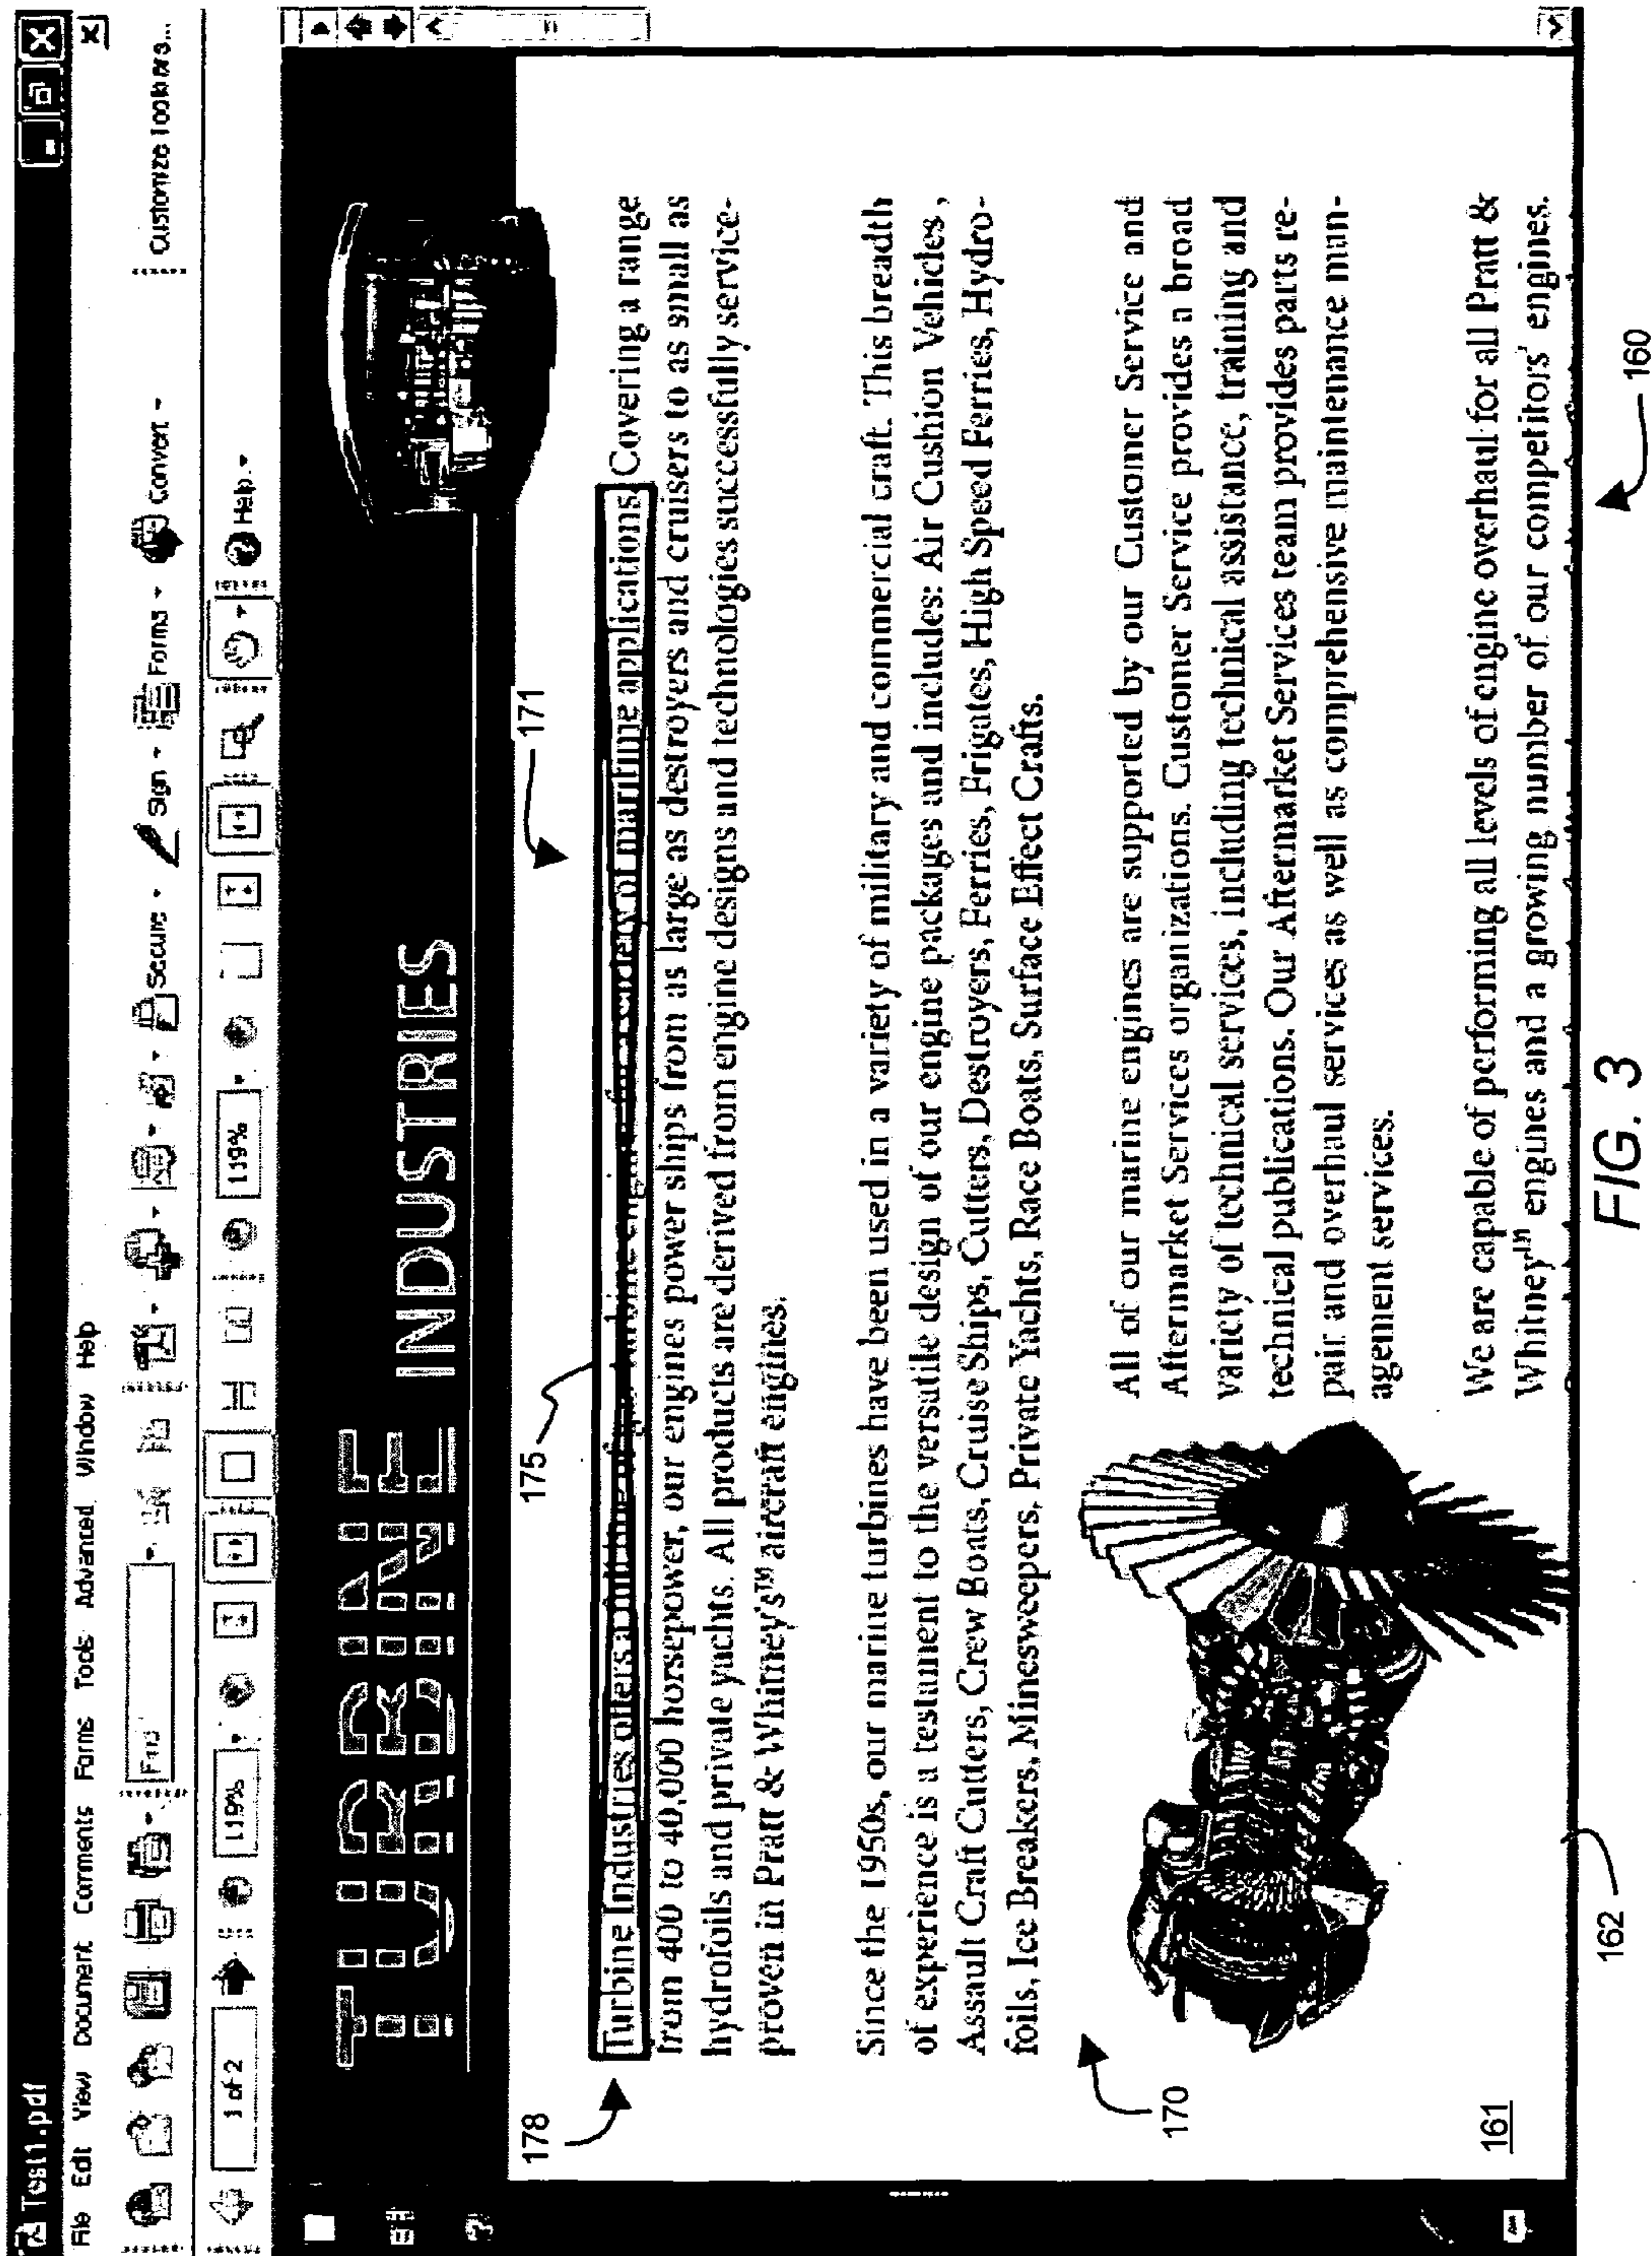 Test1.pdf
File Edit View Document Comments Forms Tools Advanced Window Help
Find
Secure
Sign
Forms
Convert
Customize Toolbars...
1 of 2
119%
119%
Help
TURBINE INDUSTRIES
178
175
171
Turbine Industries offers a full line of marine applications. Covering a range
from 400 to 40,000 horsepower, our engines power ships from as large as destroyers and cruisers to as small as
hydrofoils and private yachts. All products are derived from engine designs and technologies successfully service-
proven in Pratt & Whitney's™ aircraft engines.
Since the 1950s, our marine turbines have been used in a variety of military and commercial craft. This breadth
of experience is a testament to the versatile design of our engine packages and includes: Air Cushion Vehicles,
Assault Craft Cutters, Crew Boats, Cruise Ships, Cutters, Destroyers, Ferries, Frigates, High Speed Ferries, Hydro-
foils, Ice Breakers, Minesweepers, Private Yachts, Race Boats, Surface Effect Crafts.
170
All of our marine engines are supported by our Customer Service and
Aftermarket Services organizations. Customer Service provides a broad
variety of technical services, including technical assistance, training and
technical publications. Our Aftermarket Services team provides parts re-
pair and overhaul services as well as comprehensive maintenance man-
agement services.
We are capable of performing all levels of engine overhaul for all Pratt &
Whitney™ engines and a growing number of our competitors' engines.
161
162
160
FIG. 3